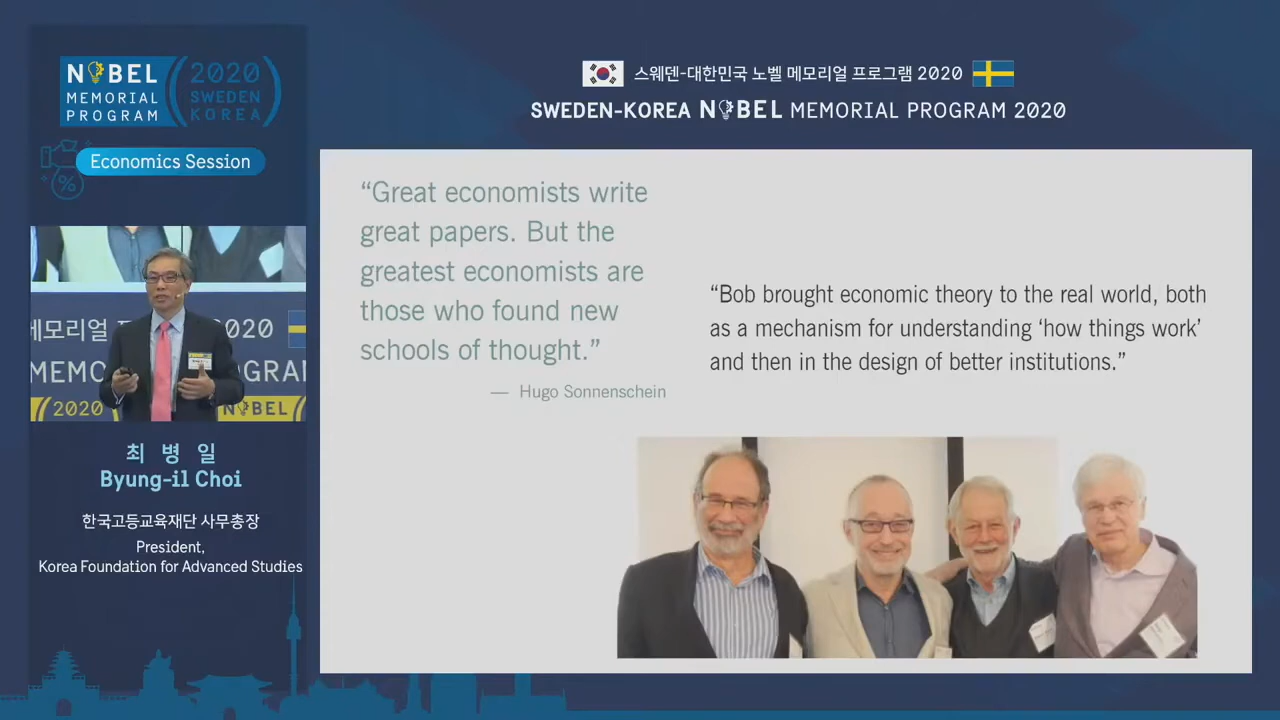 NOBEL
MEMORIAL
PROGRAM
2020
SWEDEN
KOREA
Economics Session
스웨덴-대한민국 노벨 메모리얼 프로그램 2020
SWEDEN-KOREA NOBEL MEMORIAL PROGRAM 2020
“Great economists write
great papers. But the
greatest economists are
those who found new
schools of thought.”
— Hugo Sonnenschein
“Bob brought economic theory to the real world, both
as a mechanism for understanding ‘how things work’
and then in the design of better institutions.”
메모리얼 프 2020
MEMO GRAM
2020 NOBEL
최 병 일
Byung-il Choi
한국고등교육재단 사무총장
President,
Korea Foundation for Advanced Studies